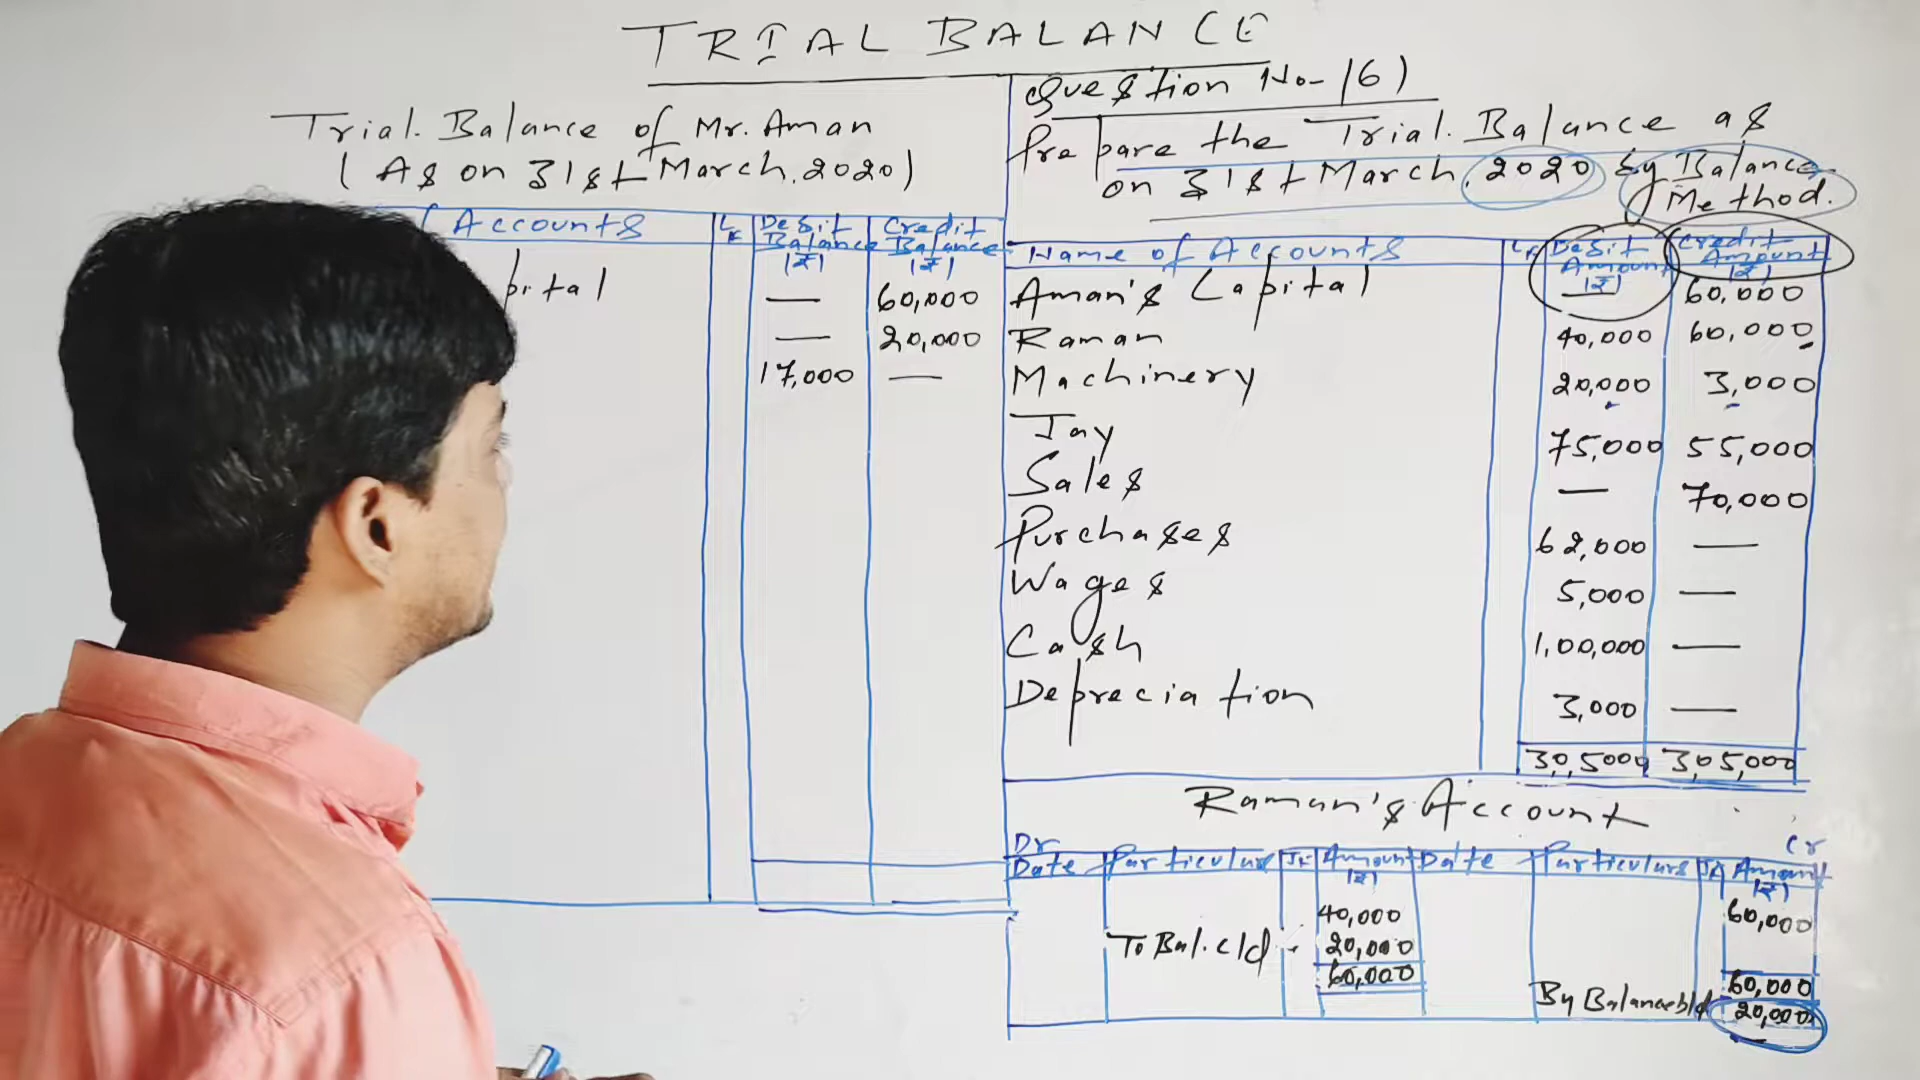 TRIAL BALANCE
Trial Balance of Mr. Aman
(As on 31st March, 2020)
Accounts L.F. Debit Balance (₹) Credit Balance (₹)
pital — 60,000
— 20,000
17,000 —
Question No-16)
Prepare the Trial Balance as
on 31st March, 2020 by Balance
Method.
Name of Accounts L.F. Debit Amount (₹) Credit Amount (₹)
Aman's Capital — 60,000
Raman 40,000 60,000
Machinery 20,000 3,000
Jay 75,000 55,000
Sales — 70,000
Purchases 62,000 —
Wages 5,000 —
Cash 1,00,000 —
Depreciation 3,000 —
30,5000 3,05,000
Raman's Account
Dr Cr
Date Particulars J.F Amount (₹) Date Particulars J.F Amount (₹)
40,000 60,000
To Bal. c/d 20,000
60,000 60,000
By Balance b/d 20,000